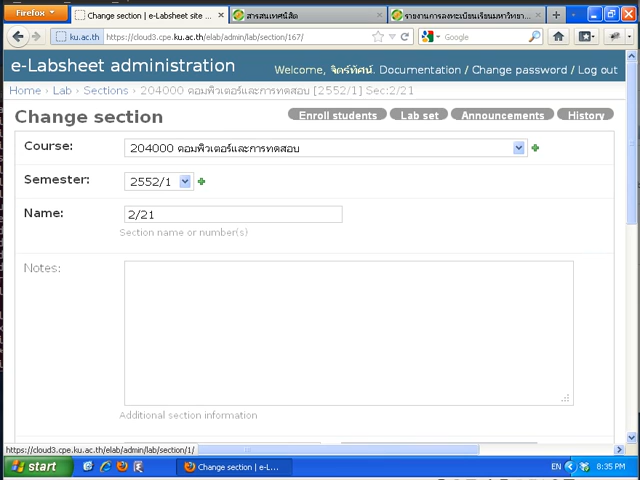 Firefox
Change section | e-Labsheet site ...
สารสนเทศนิสิต
รายงานการลงทะเบียนเรียนมหาวิทยา...
ku.ac.th
https://cloud3.cpe.ku.ac.th/elab/admin/lab/section/167/
Google
e-Labsheet administration
Welcome, จิตร์ทัศน์. Documentation / Change password / Log out
Home › Lab › Sections › 204000 คอมพิวเตอร์และการทดสอบ [2552/1] Sec:2/21
Change section
Enroll students
Lab set
Announcements
History
Course:
204000 คอมพิวเตอร์และการทดสอบ
Semester:
2552/1
Name:
2/21
Section name or number(s)
Notes:
Additional section information
https://cloud3.cpe.ku.ac.th/elab/admin/lab/section/1/
start
Change section | e-L...
EN
8:35 PM